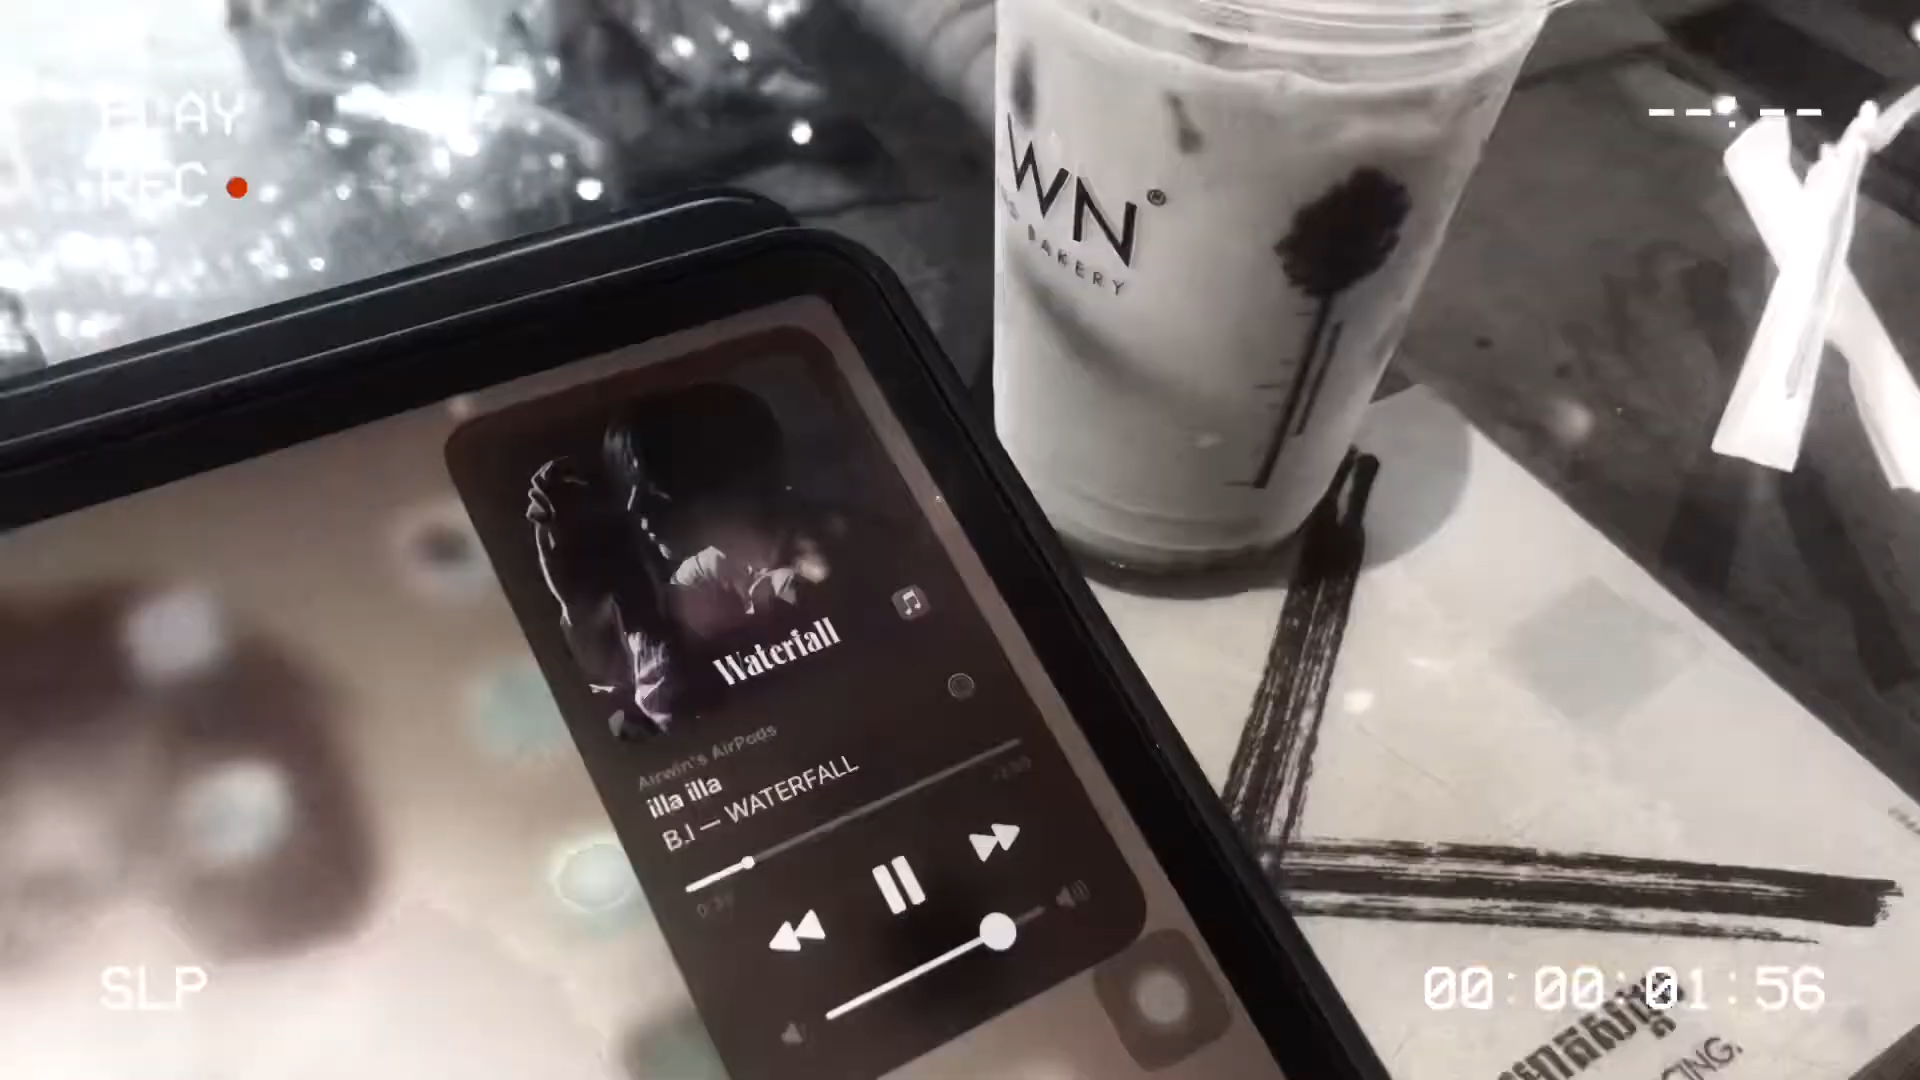 PLAY
REC
WN®
BAKERY
Waterfall
Airwin's AirPods
illa illa
B.I — WATERFALL
SLP
00:00:01:56